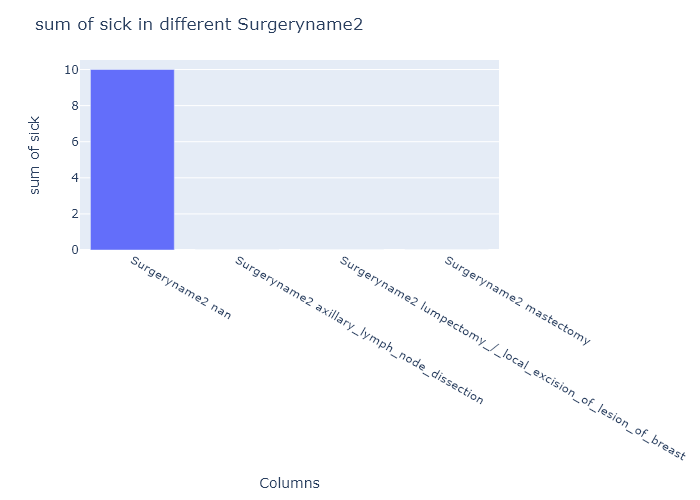 sum of sick in different Surgeryname2
sum of sick
10
8
6
4
2
0
Surgeryname2 nan
Surgeryname2 axillary_lymph_node_dissection
Surgeryname2 lumpectomy_/_local_excision_of_lesion_of_breast
Surgeryname2 mastectomy
Columns